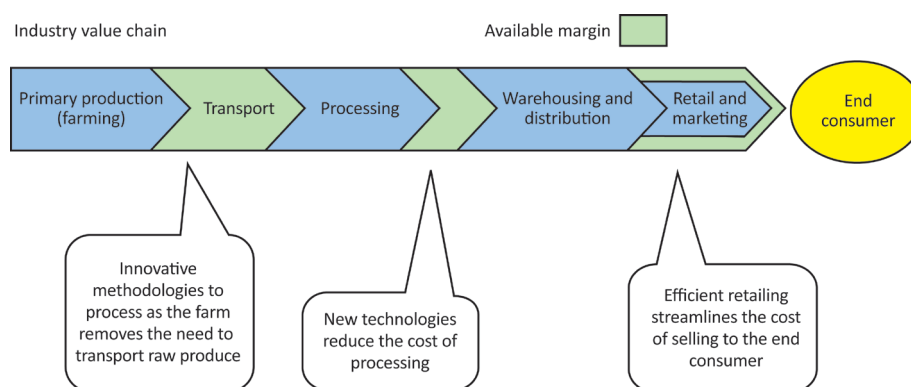 Industry value chain
Available margin
Primary production
(farming)
Transport
Processing
Warehousing and
distribution
Retail and
marketing
End
consumer
Innovative
methodologies to
process as the farm
removes the need to
transport raw produce
New technologies
reduce the cost of
processing
Efficient retailing
streamlines the cost
of selling to the end
consumer